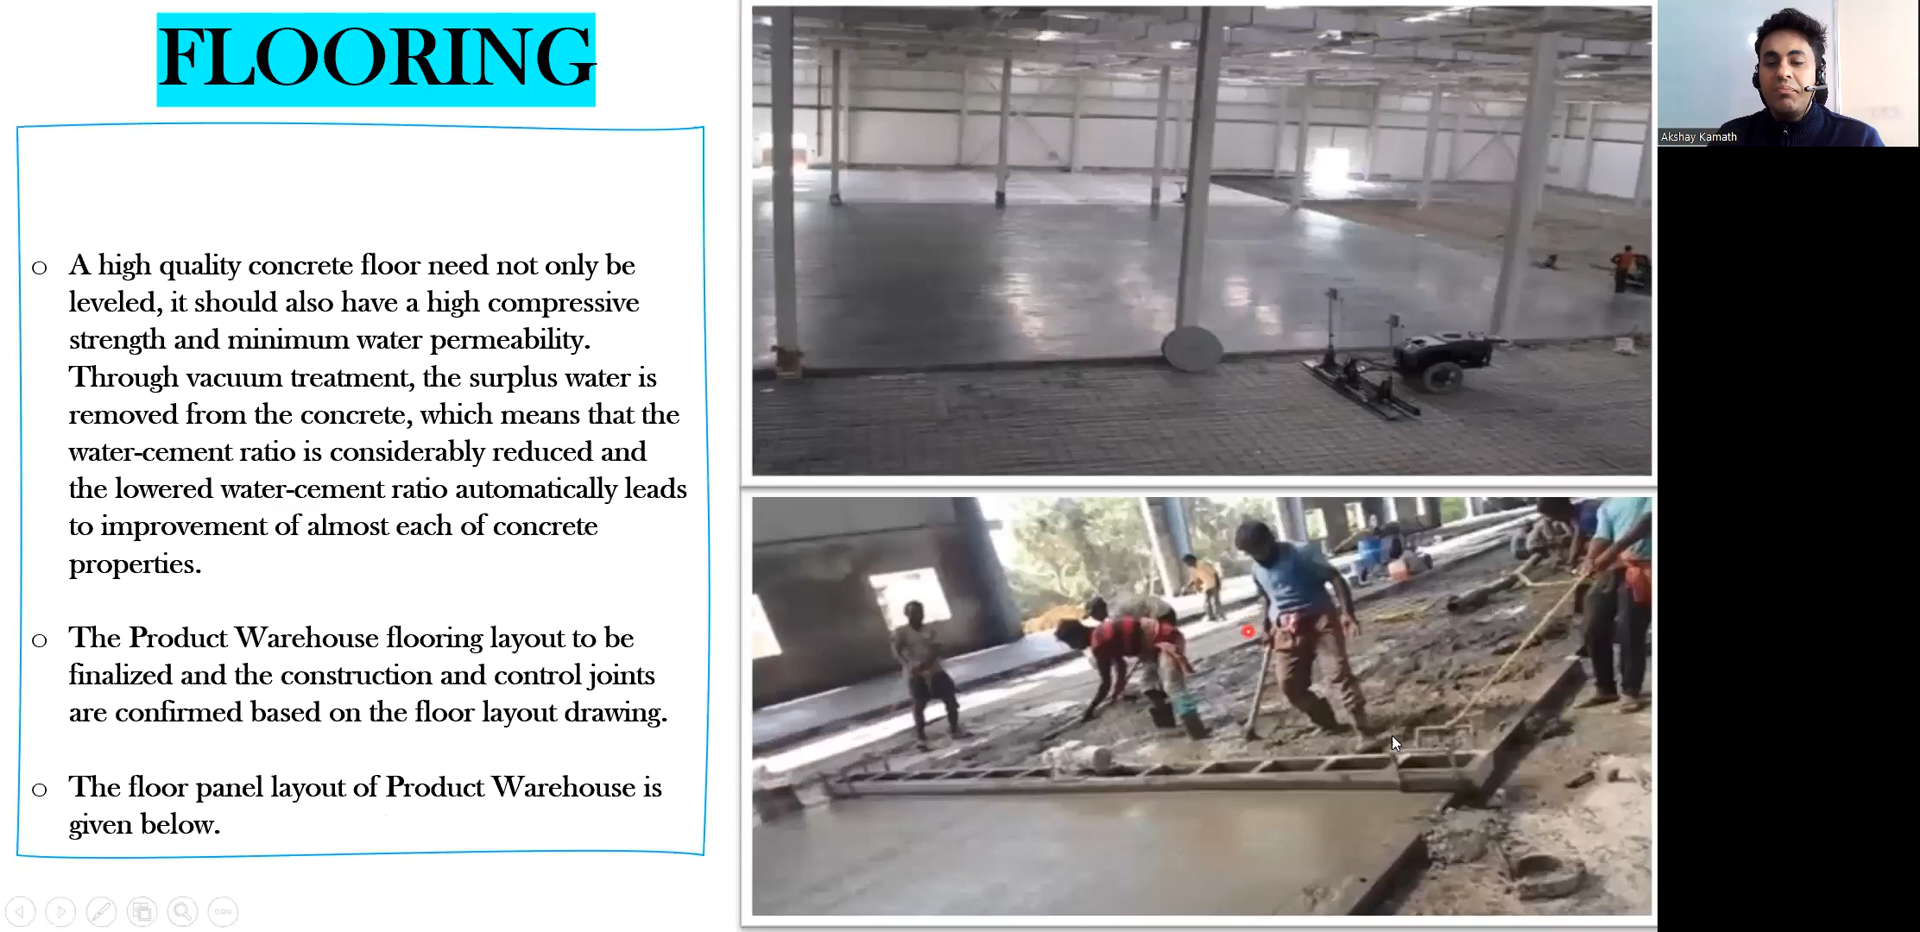 FLOORING
Akshay Kamath
o A high quality concrete floor need not only be
leveled, it should also have a high compressive
strength and minimum water permeability.
Through vacuum treatment, the surplus water is
removed from the concrete, which means that the
water-cement ratio is considerably reduced and
the lowered water-cement ratio automatically leads
to improvement of almost each of concrete
properties.
o The Product Warehouse flooring layout to be
finalized and the construction and control joints
are confirmed based on the floor layout drawing.
o The floor panel layout of Product Warehouse is
given below.